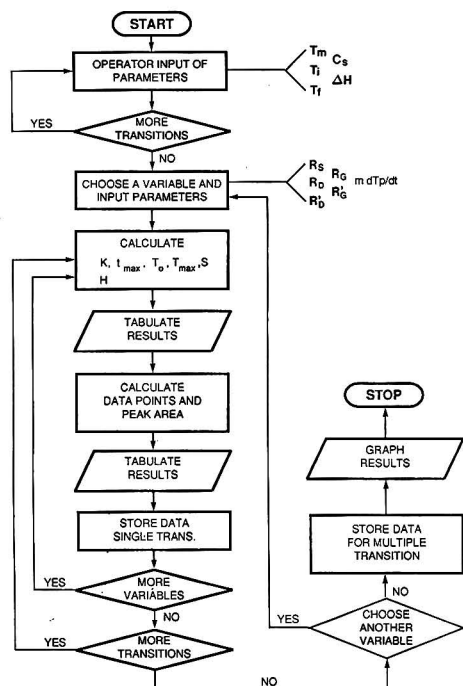 START
OPERATOR INPUT OF
PARAMETERS
Tm Cs
Ti
ΔH
Tf
MORE
TRANSITIONS
YES
NO
CHOOSE A VARIABLE AND
INPUT PARAMETERS
RS RG
RD m dTp/dt
R'D R'G
CALCULATE
K, t max, To, Tmax, S
H
TABULATE
RESULTS
CALCULATE
DATA POINTS AND
PEAK AREA
TABULATE
RESULTS
STORE DATA
SINGLE TRANS.
YES
MORE
VARIABLES
NO
YES
MORE
TRANSITIONS
NO
STOP
GRAPH
RESULTS
STORE DATA
FOR MULTIPLE
TRANSITION
NO
YES
CHOOSE
ANOTHER
VARIABLE